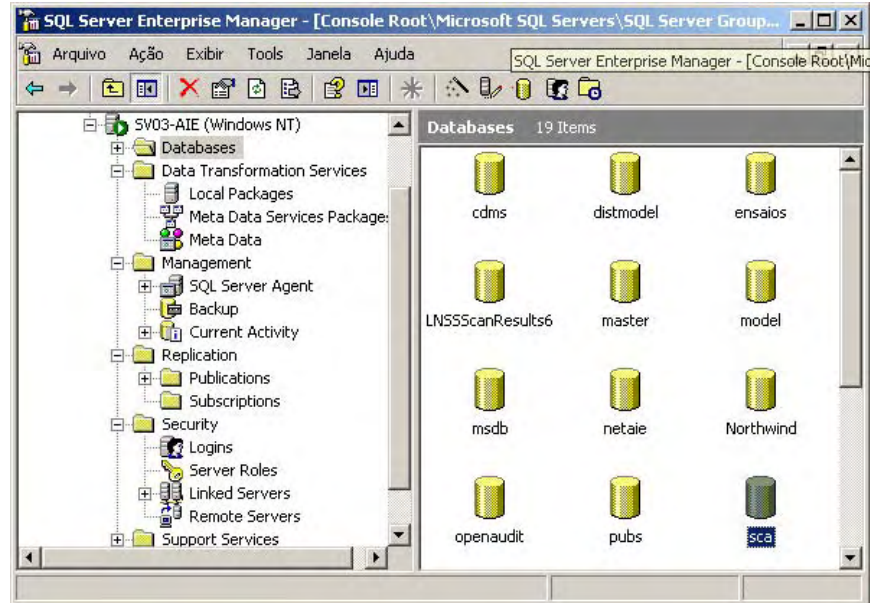 SQL Server Enterprise Manager - [Console Root\Microsoft SQL Servers\SQL Server Group...
Arquivo Ação Exibir Tools Janela Ajuda
SQL Server Enterprise Manager - [Console Root\Mic
SV03-AIE (Windows NT)
Databases
Data Transformation Services
Local Packages
Meta Data Services Package
Meta Data
Management
SQL Server Agent
Backup
Current Activity
Replication
Publications
Subscriptions
Security
Logins
Server Roles
Linked Servers
Remote Servers
Support Services
Databases 19 Items
cdms distmodel ensaios
LNSSScanResults6 master model
msdb netaie Northwind
openaudit pubs sca